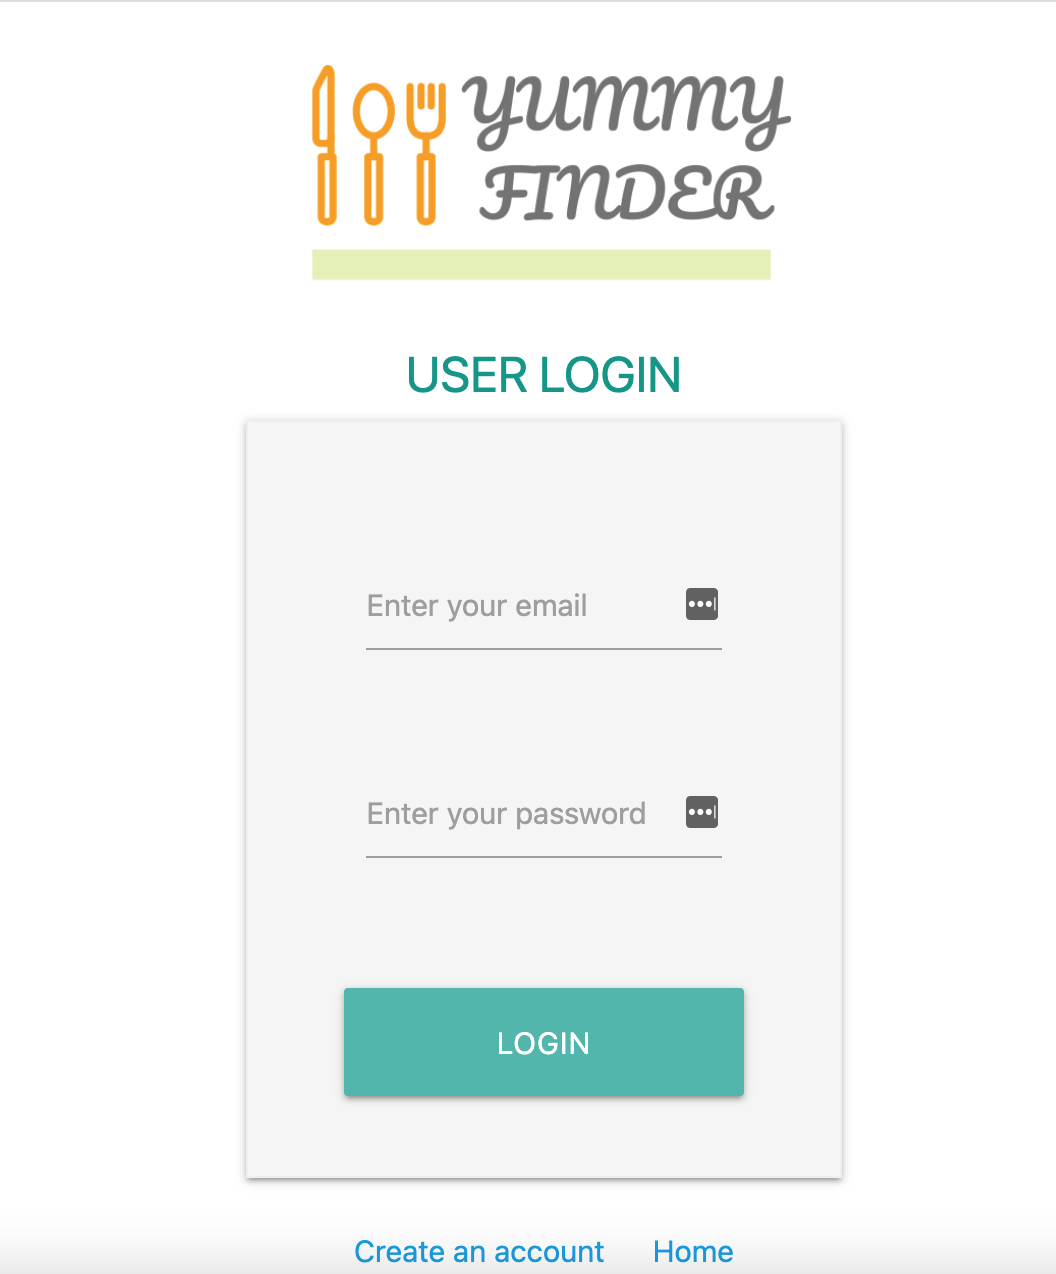 YUMMY
FINDER
USER LOGIN
Enter your email
Enter your password
LOGIN
Create an account Home